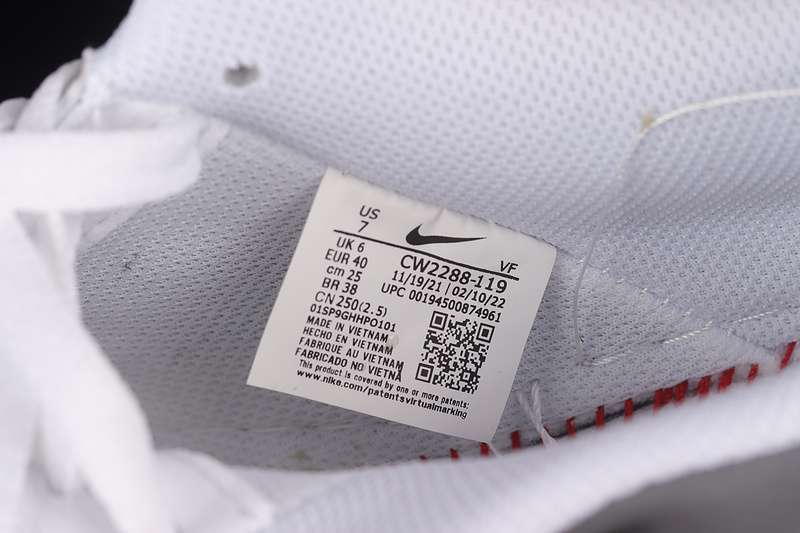 US
7
UK 6
EUR 40
cm 25
BR 38
CN 250(2.5)
VF
CW2288-119
11/19/21 | 02/10/22
UPC 00194500874961
01SP9GHHPO101
MADE IN VIETNAM
HECHO EN VIETNAM
FABRIQUE AU VIETNAM
FABRICADO NO VIETNÃ
This product is covered by one or more patents:
www.nike.com/patentsvirtualmarking